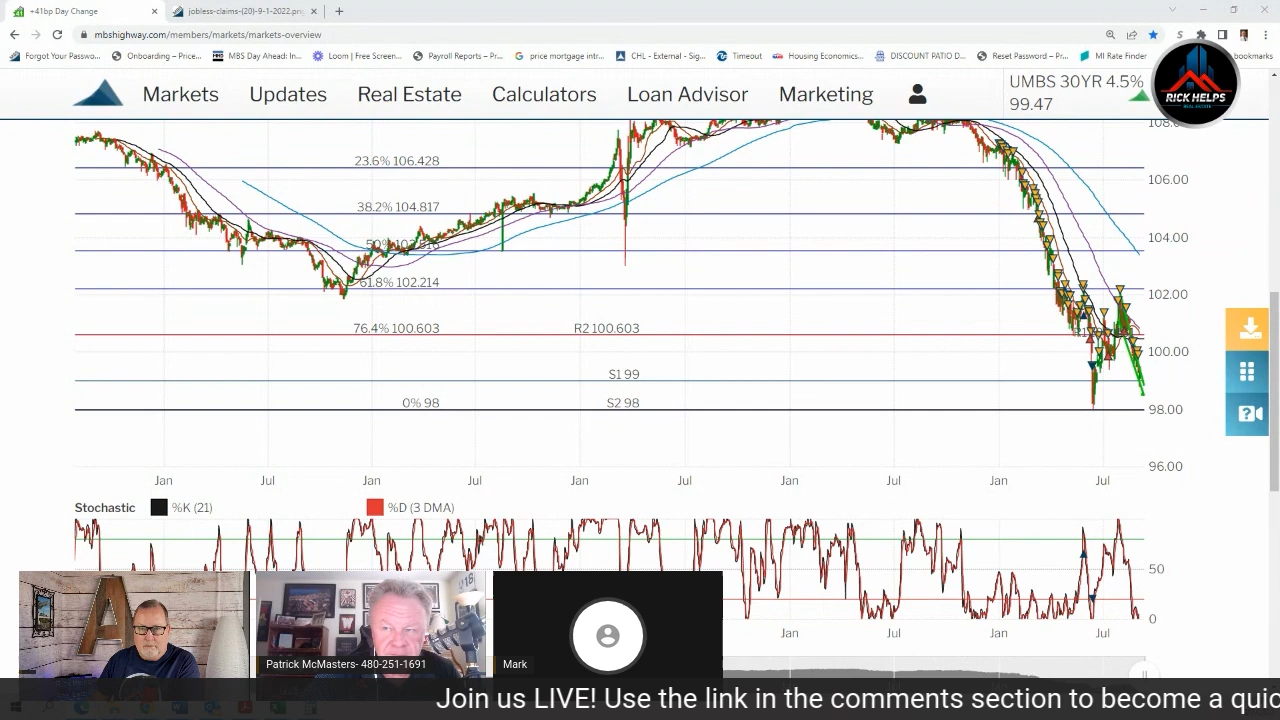 +41bp Day Change
jobless-claims-(20)-9-1-2022.png
mbshighway.com/members/markets/markets-overview
Forgot Your Passwo...
Onboarding – Price...
MBS Day Ahead: In...
Loom | Free Screen...
Payroll Reports – Pr...
price mortgage intr...
CHL - External - Sig...
Timeout
Housing Economics...
DISCOUNT PATIO D...
Reset Password – Pr...
MI Rate Finder
bookmarks
Markets
Updates
Real Estate
Calculators
Loan Advisor
Marketing
UMBS 30YR 4.5%
99.47
RICK HELPS
REAL ESTATE
108.00
23.6% 106.428
106.00
38.2% 104.817
104.00
61.8% 102.214
102.00
76.4% 100.603
R2 100.603
100.00
S1 99
0% 98
S2 98
98.00
96.00
Jan
Jul
Jan
Jul
Jan
Jul
Jan
Jul
Jan
Jul
Stochastic
%K (21)
%D (3 DMA)
50
0
Jan
Jul
Jan
Jul
A
Patrick McMasters- 480-251-1691
Mark
Join us LIVE! Use the link in the comments section to become a quic